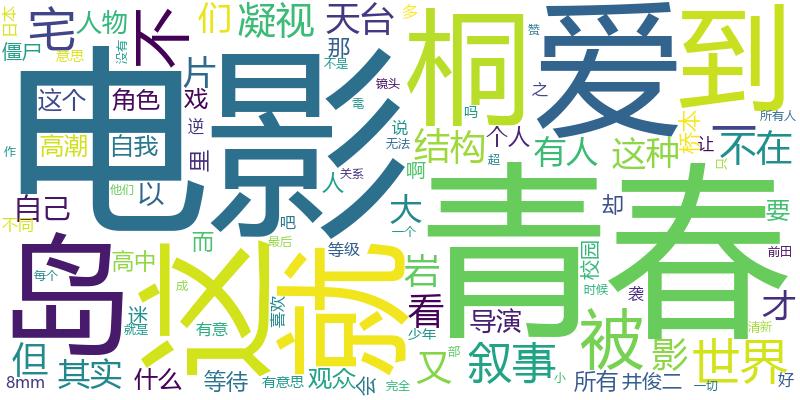 日本
宅
人物
不
们
凝视
天台
多
桐
爱
到
僵尸
意思
没有
片
那
不是
镜头
赞
之
所有人
电影
这个
角色
戏
高潮
自我
逆
里
说
无法
吗
结构
个人
有人
这种
桥本
一
让
不在
作
他们
以
人
关系
啊
超
只
自己
不同
而
吧
大
却
要
岛
高中
这
就
最后
等级
一个
岩
青春
校园
前田
每个
成
迷
就是
有意
喜欢
看
导演
时候
袭
才
少年
被
清新
但
其实
什么
等待
有意思
观众
会
完全
又
部
叙事
小
所有
井俊二
影
世界
一切
好
8mm